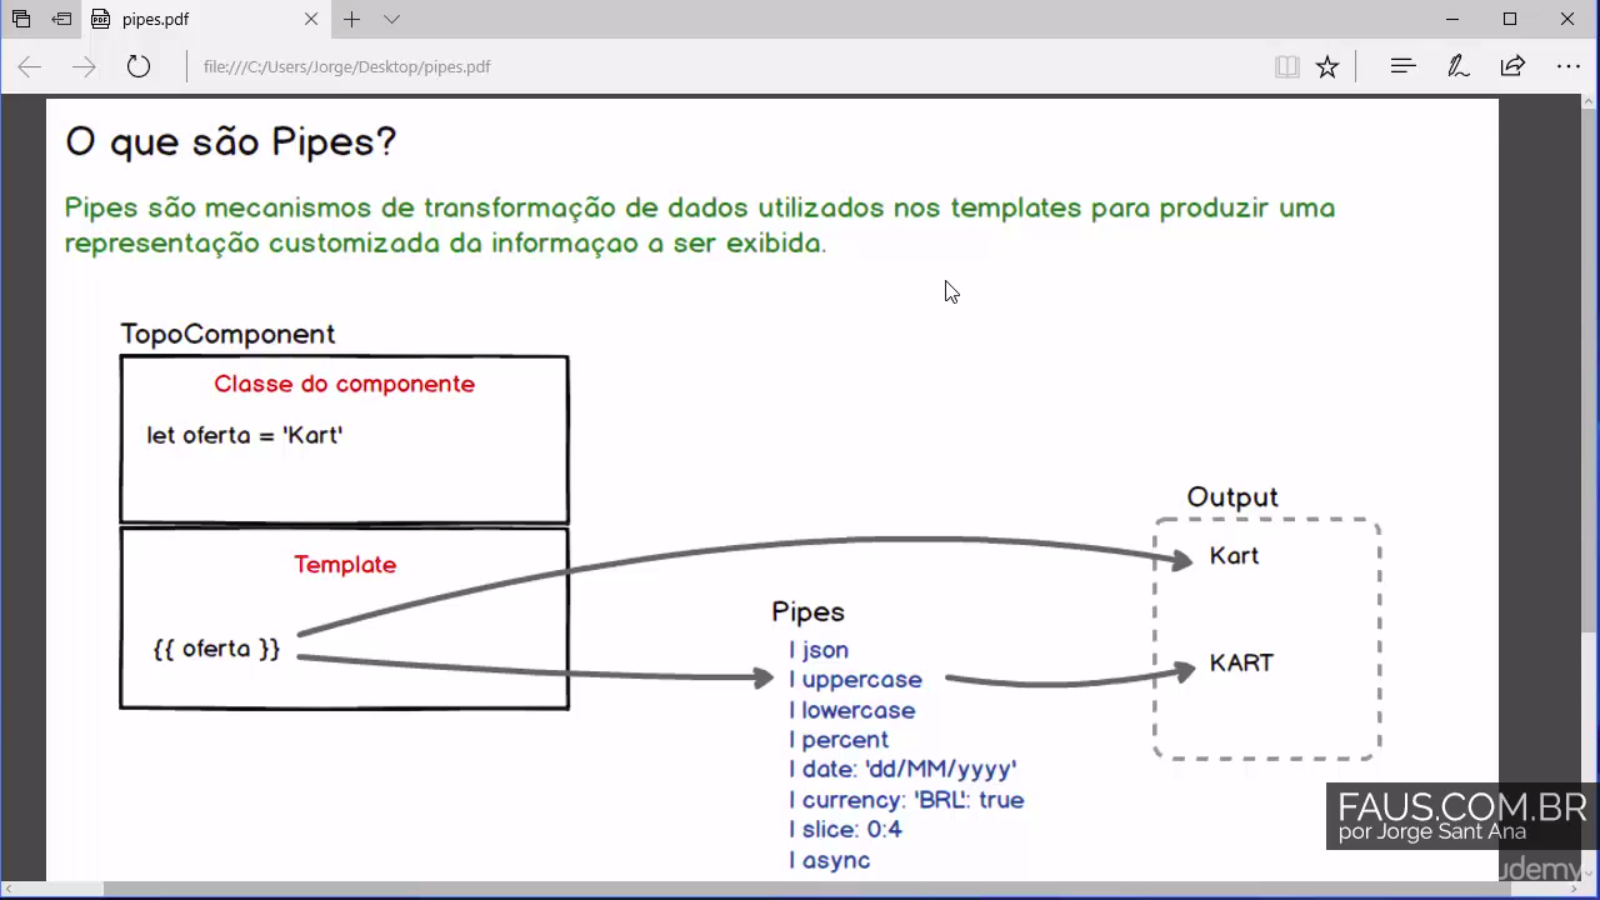 pipes.pdf
file:///C:/Users/Jorge/Desktop/pipes.pdf
O que são Pipes?
Pipes são mecanismos de transformação de dados utilizados nos templates para produzir uma
representação customizada da informaçao a ser exibida.
TopoComponent
Classe do componente
let oferta = 'Kart'
Template
{{ oferta }}
Pipes
| json
| uppercase
| lowercase
| percent
| date: 'dd/MM/yyyy'
| currency: 'BRL': true
| slice: 0:4
| async
Output
Kart
KART
FAUS.COM.BR
por Jorge Sant Ana
udemy